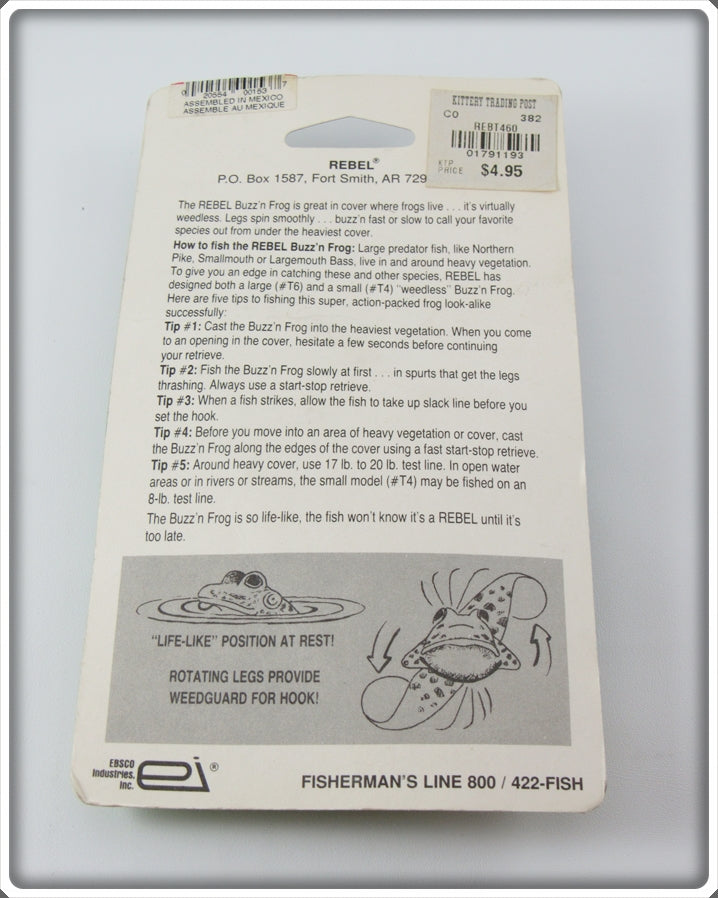 0 20554 00153 7
ASSEMBLED IN MEXICO
ASSEMBLÉ AU MEXIQUE
KITTERY TRADING POST
CO 382
REBT460
01791193
KTP
PRICE $4.95
REBEL®
P.O. Box 1587, Fort Smith, AR 729
The REBEL Buzz'n Frog is great in cover where frogs live . . . it's virtually
weedless. Legs spin smoothly . . . buzz'n fast or slow to call your favorite
species out from under the heaviest cover.
How to fish the REBEL Buzz'n Frog: Large predator fish, like Northern
Pike, Smallmouth or Largemouth Bass, live in and around heavy vegetation.
To give you an edge in catching these and other species, REBEL has
designed both a large (#T6) and a small (#T4) "weedless" Buzz'n Frog.
Here are five tips to fishing this super, action-packed frog look-alike
successfully:
Tip #1: Cast the Buzz'n Frog into the heaviest vegetation. When you come
to an opening in the cover, hesitate a few seconds before continuing
your retrieve.
Tip #2: Fish the Buzz'n Frog slowly at first . . . in spurts that get the legs
thrashing. Always use a start-stop retrieve.
Tip #3: When a fish strikes, allow the fish to take up slack line before you
set the hook.
Tip #4: Before you move into an area of heavy vegetation or cover, cast
the Buzz'n Frog along the edges of the cover using a fast start-stop retrieve.
Tip #5: Around heavy cover, use 17 lb. to 20 lb. test line. In open water
areas or in rivers or streams, the small model (#T4) may be fished on an
8-lb. test line.
The Buzz'n Frog is so life-like, the fish won't know it's a REBEL until it's
too late.
"LIFE-LIKE" POSITION AT REST!
ROTATING LEGS PROVIDE
WEEDGUARD FOR HOOK!
EBSCO
Industries,
Inc.
ei®
FISHERMAN'S LINE 800 / 422-FISH